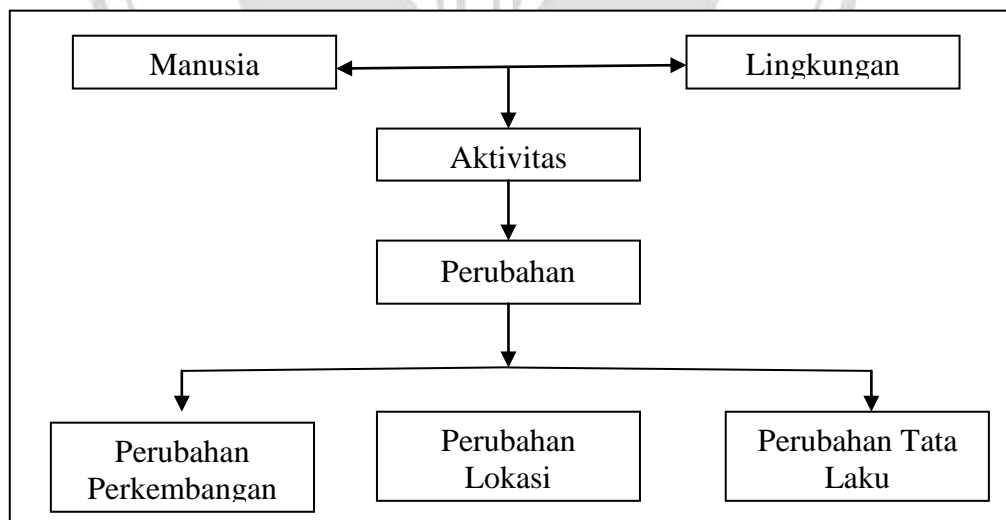 Manusia
Lingkungan
Aktivitas
Perubahan
Perubahan
Perkembangan
Perubahan
Lokasi
Perubahan Tata
Laku